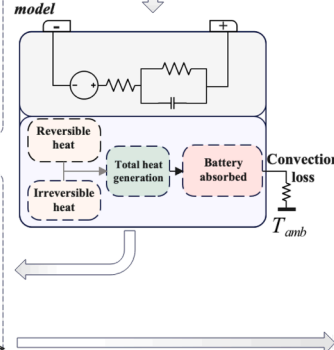 model
-
+
- +
Reversible
heat
Irreversible
heat
Total heat
generation
Battery
absorbed
Convection
loss
T_amb